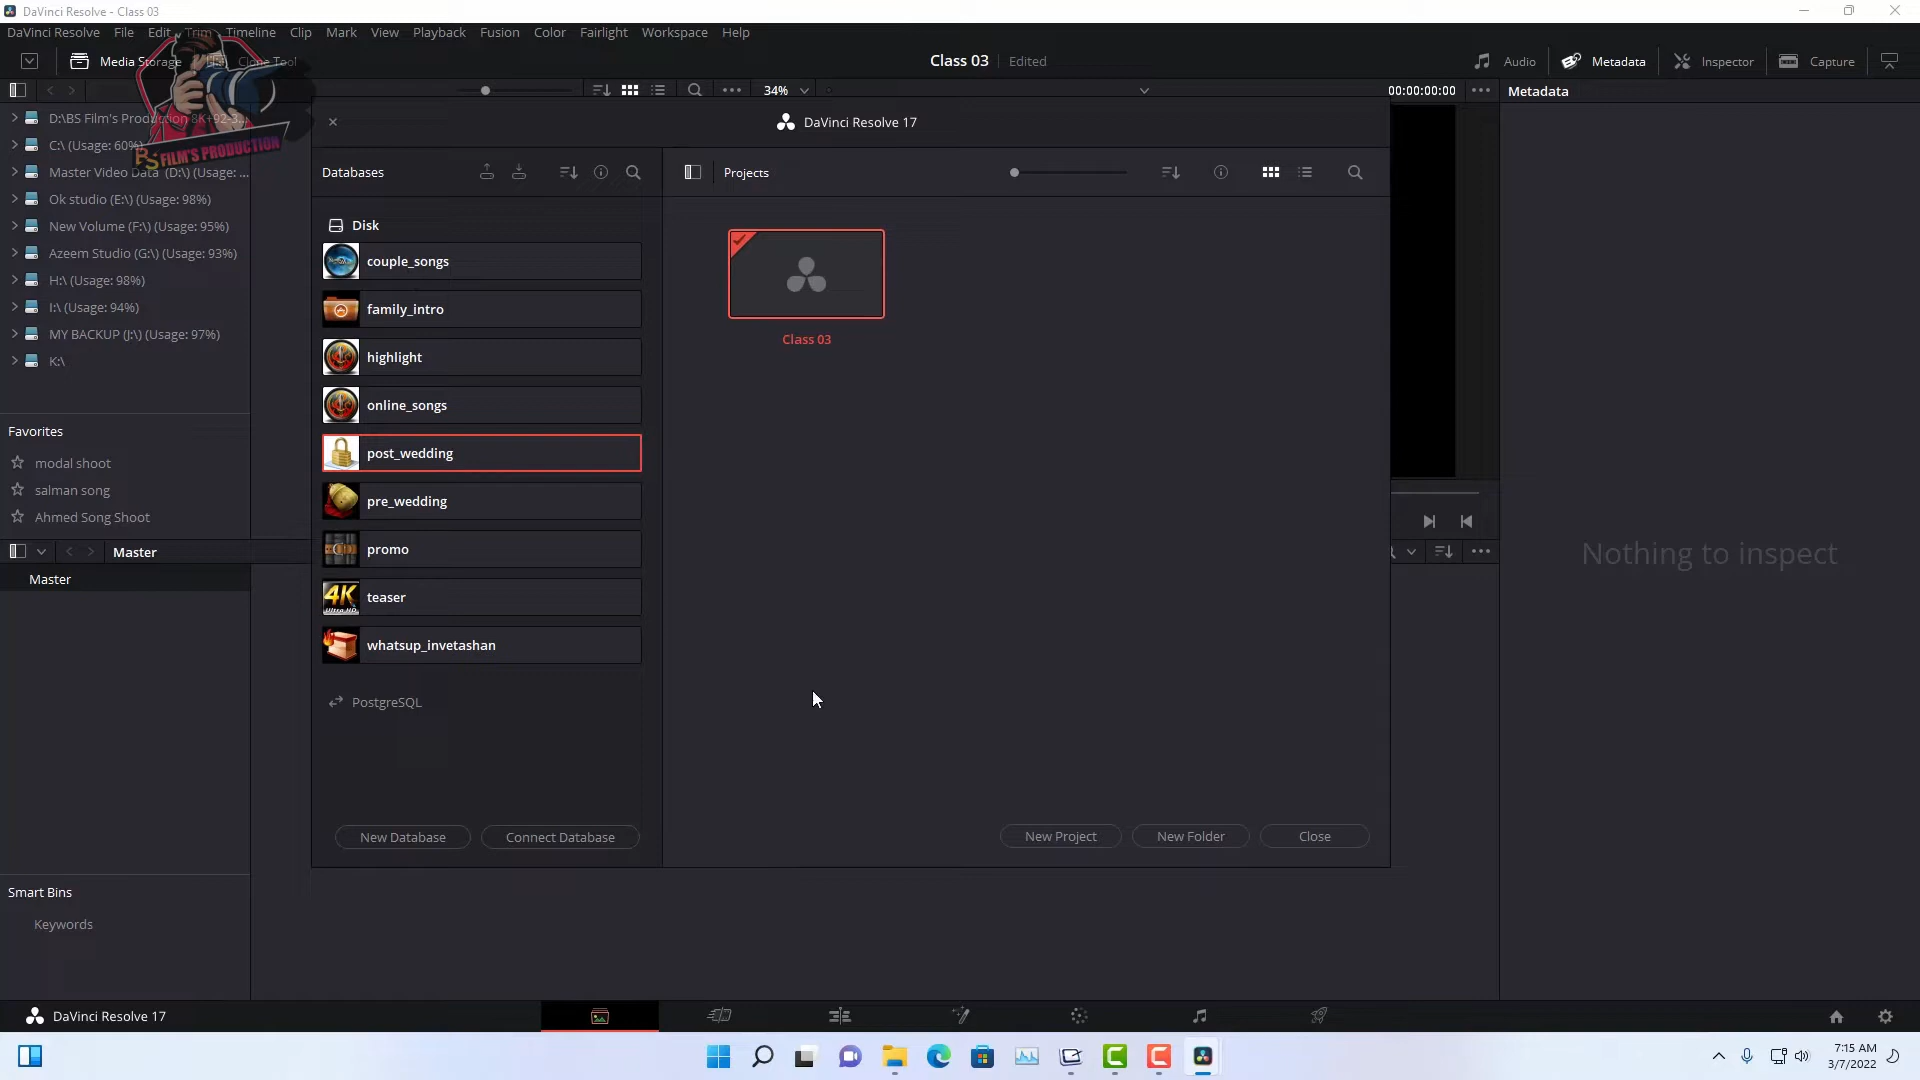 DaVinci Resolve - Class 03
DaVinci Resolve File Edit Trim Timeline Clip Mark View Playback Fusion Color Fairlight Workspace Help
Media Storage Clone Tool
Class 03 Edited
Audio Metadata Inspector Capture
34%
00:00:00:00
Metadata
D:\BS Film's Production 8K+92-3...
C:\ (Usage: 60%)
Master Video Data (D:\) (Usage: ...
Ok studio (E:\) (Usage: 98%)
New Volume (F:\) (Usage: 95%)
Azeem Studio (G:\) (Usage: 93%)
H:\ (Usage: 98%)
I:\ (Usage: 94%)
MY BACKUP (J:\) (Usage: 97%)
K:\
BS FILM'S PRODUCTION
Favorites
modal shoot
salman song
Ahmed Song Shoot
Master
Master
Smart Bins
Keywords
DaVinci Resolve 17
Databases
Projects
Disk
couple_songs
family_intro
highlight
online_songs
post_wedding
pre_wedding
promo
4K
Ultra HD
teaser
whatsup_invetashan
PostgreSQL
New Database Connect Database
Class 03
New Project New Folder Close
Nothing to inspect
DaVinci Resolve 17
7:15 AM
3/7/2022